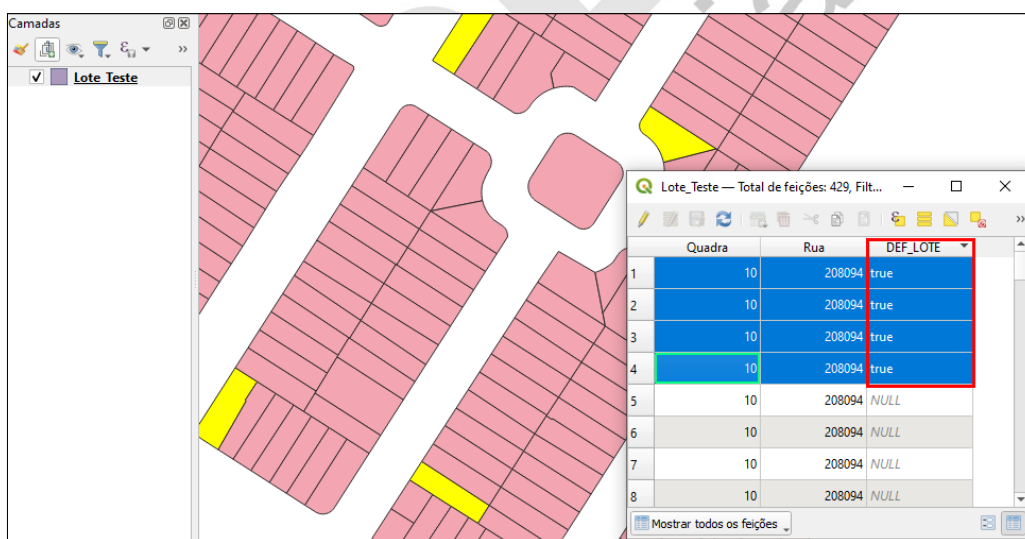 Camadas
Lote Teste
Lote_Teste — Total de feições: 429, Filt...
Quadra Rua DEF_LOTE
1 10 208094 true
2 10 208094 true
3 10 208094 true
4 10 208094 true
5 10 208094 NULL
6 10 208094 NULL
7 10 208094 NULL
8 10 208094 NULL
Mostrar todos os feições